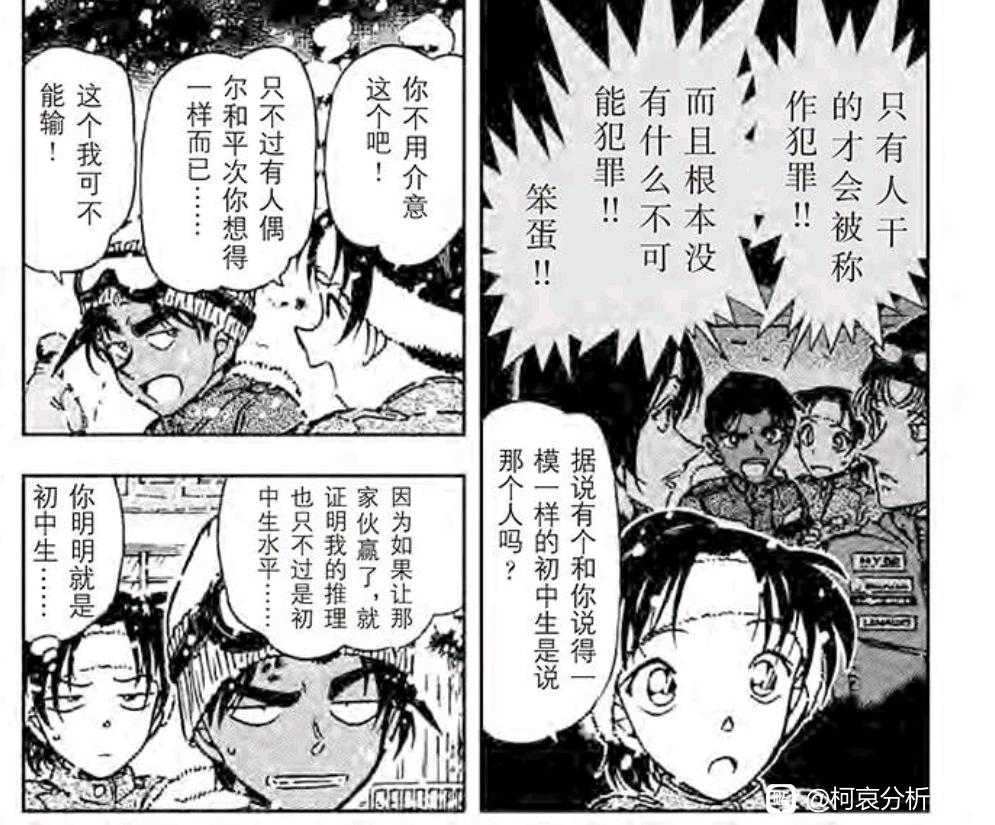 只有人干
的才会被称
作犯罪!!
而且根本没
有什么不可
能犯罪!!
笨蛋!!
据说有个和你说得一
模一样的初中生是说
那个人吗?
你不用介意
这个吧!
只不过有人偶
尔和平次你想得
一样而已……
这个我可不
能输!
因为如果让那
家伙赢了,就
证明我的推理
也只不过是初
中生水平……
你明明就是
初中生……
@柯哀分析